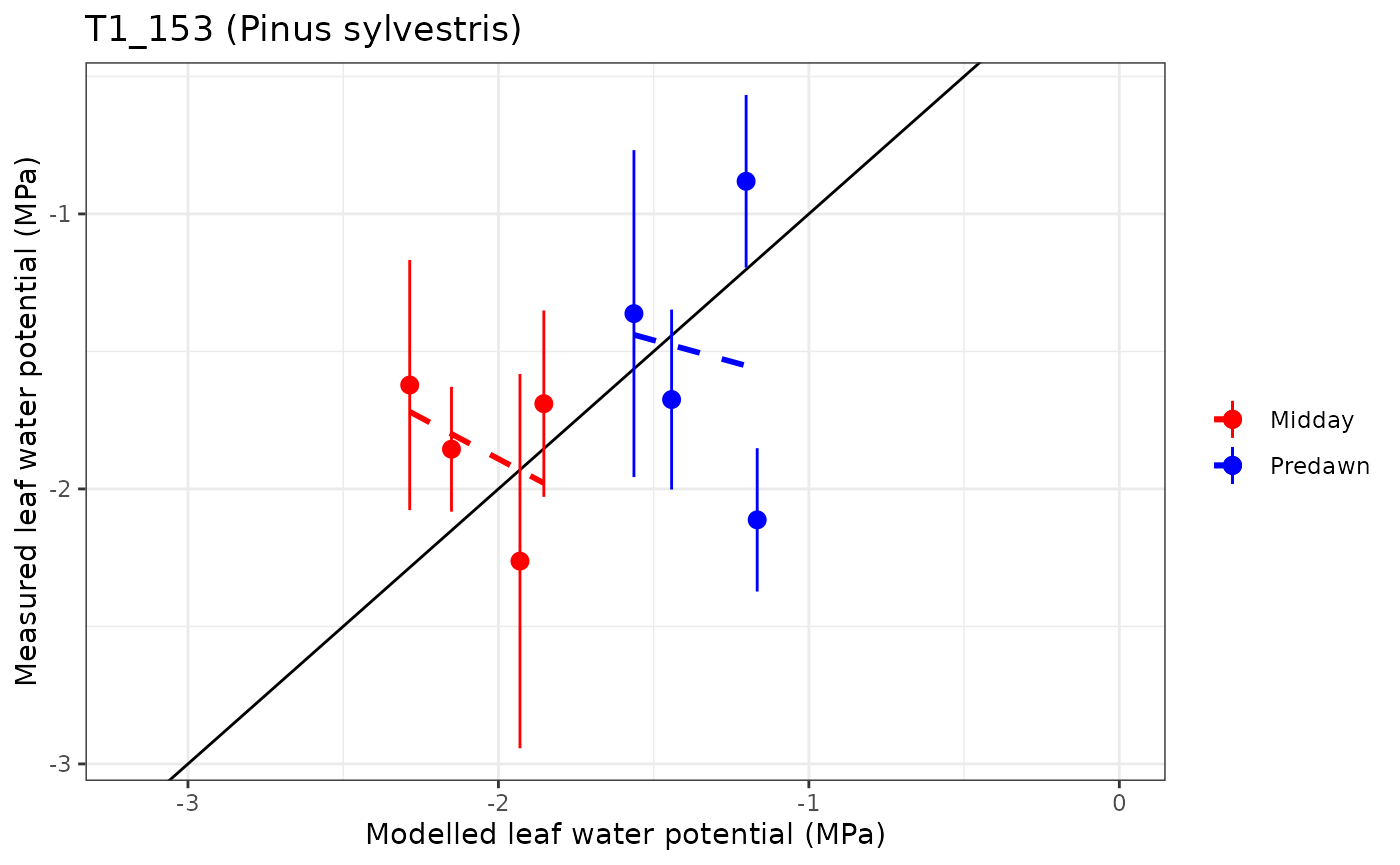 T1_153 (Pinus sylvestris)
Measured leaf water potential (MPa)
-1
-2
-3
-3
-2
-1
0
Modelled leaf water potential (MPa)
Midday
Predawn